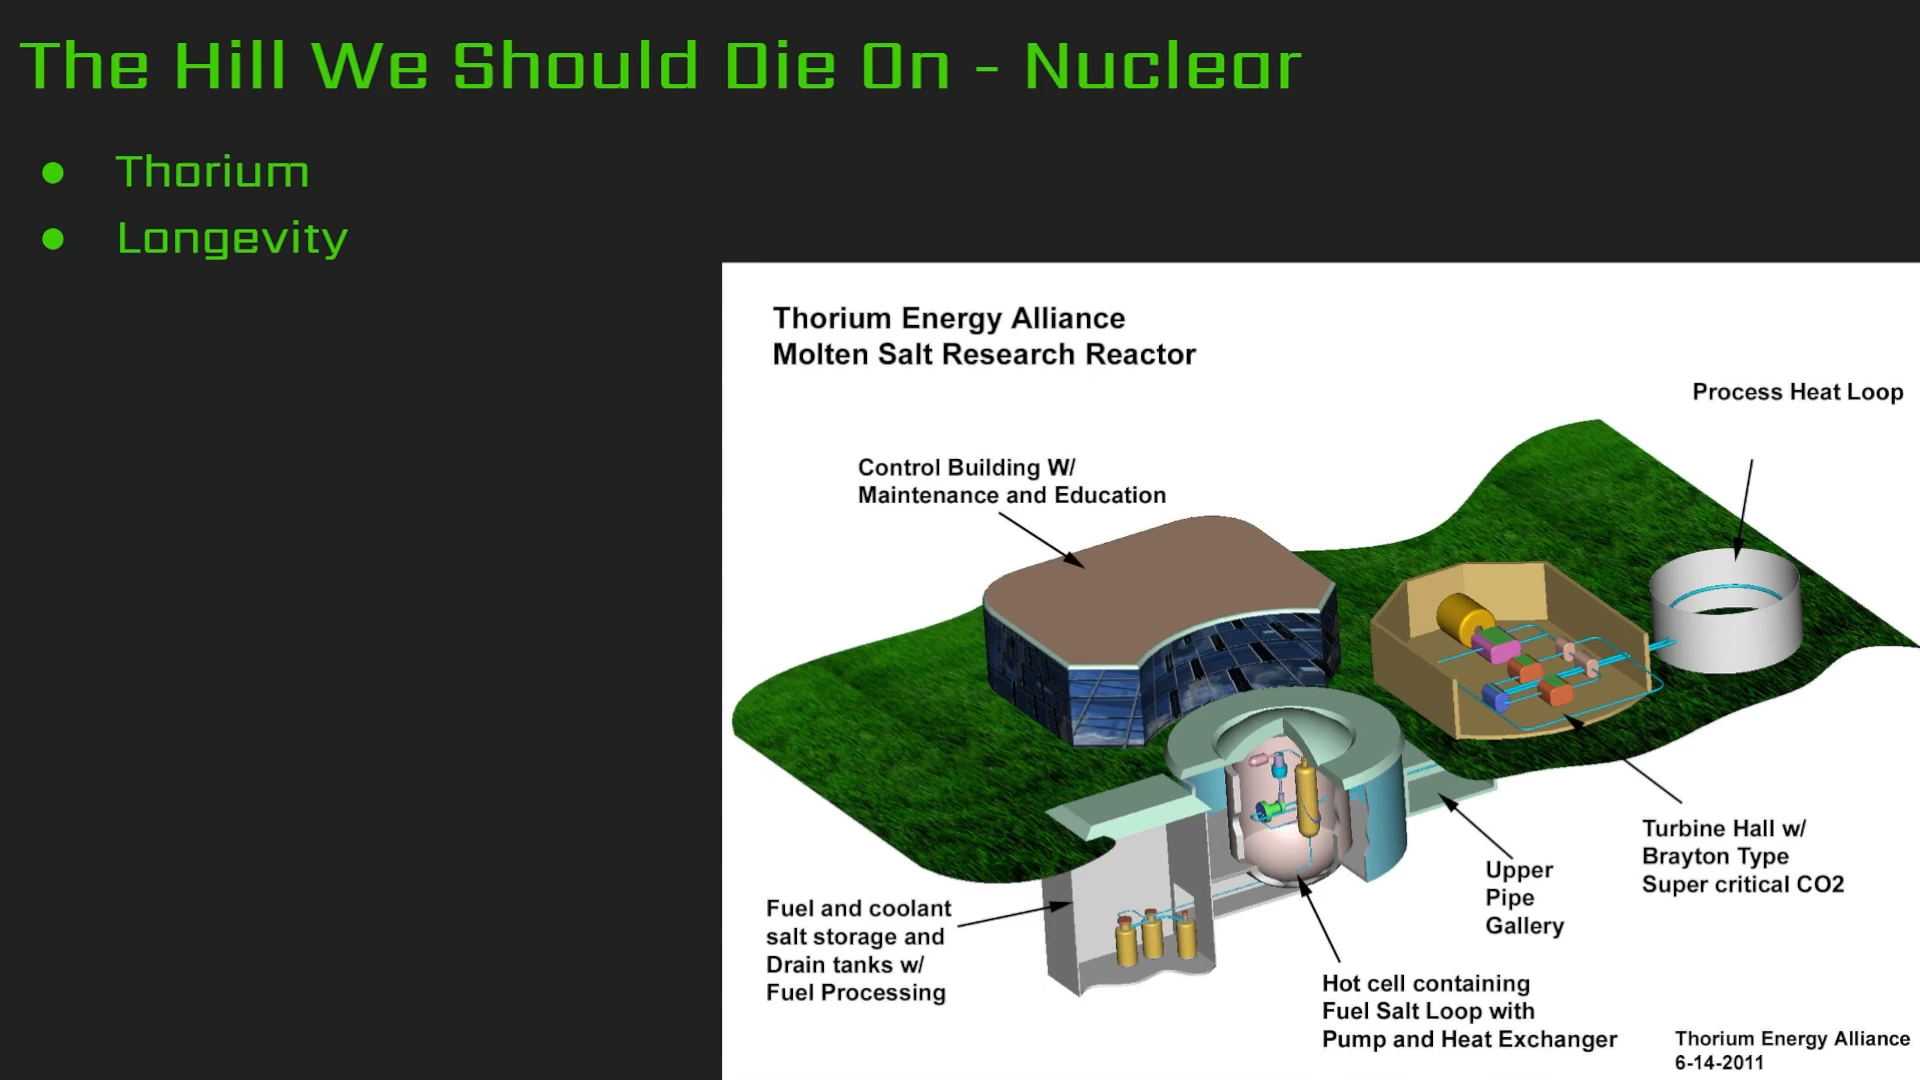 The Hill We Should Die On - Nuclear
● Thorium
● Longevity
Thorium Energy Alliance
Molten Salt Research Reactor
Process Heat Loop
Control Building W/
Maintenance and Education
Turbine Hall w/
Brayton Type
Super critical CO2
Upper
Pipe
Gallery
Fuel and coolant
salt storage and
Drain tanks w/
Fuel Processing
Hot cell containing
Fuel Salt Loop with
Pump and Heat Exchanger
Thorium Energy Alliance
6-14-2011